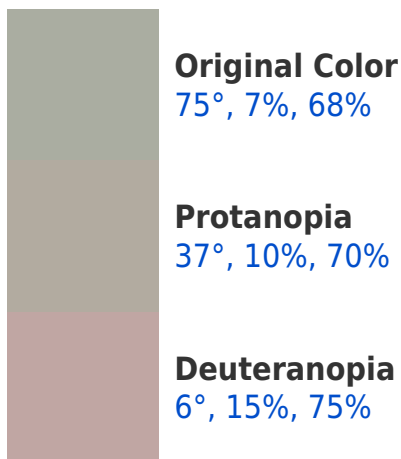 Original Color
75°, 7%, 68%
Protanopia
37°, 10%, 70%
Deuteranopia
6°, 15%, 75%